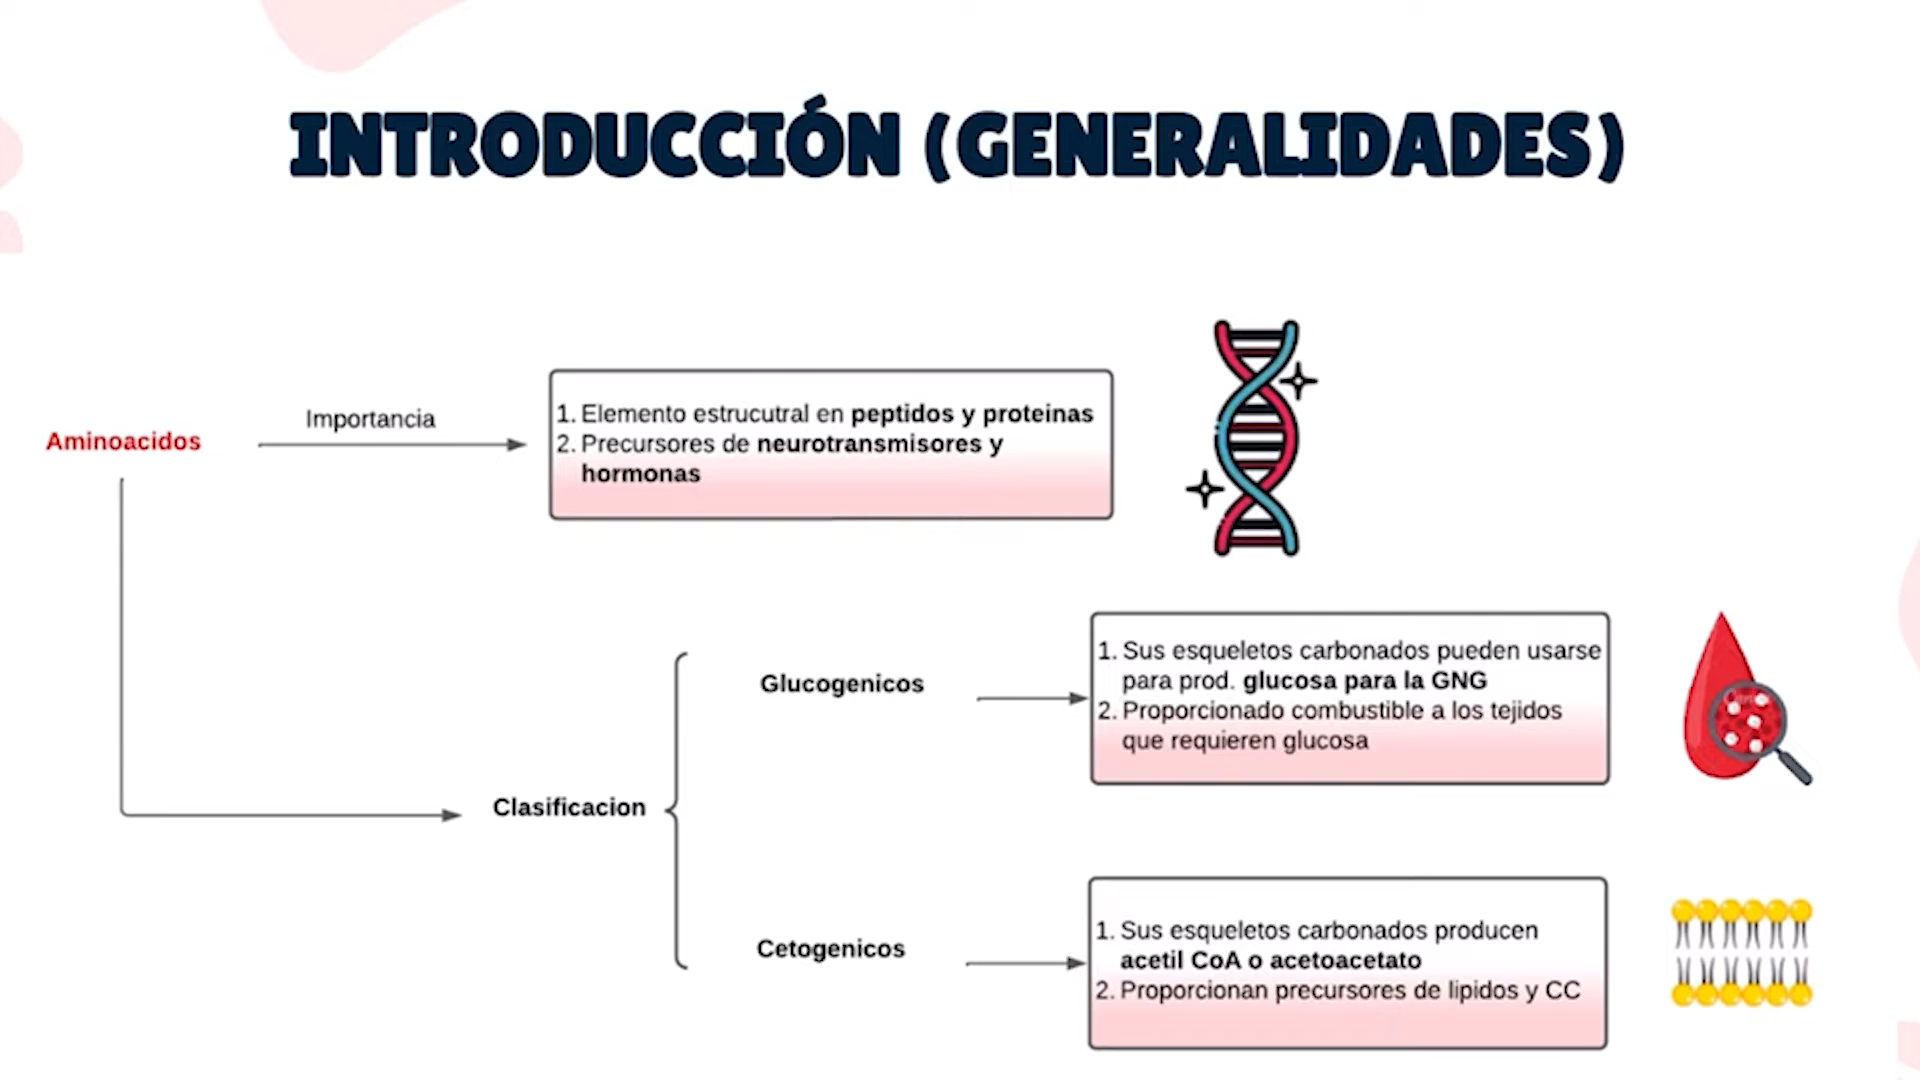 INTRODUCCIÓN (GENERALIDADES)
Aminoacidos
Importancia
1. Elemento estrucutral en peptidos y proteinas
2. Precursores de neurotransmisores y
hormonas
Clasificacion
Glucogenicos
1. Sus esqueletos carbonados pueden usarse
para prod. glucosa para la GNG
2. Proporcionado combustible a los tejidos
que requieren glucosa
Cetogenicos
1. Sus esqueletos carbonados producen
acetil CoA o acetoacetato
2. Proporcionan precursores de lipidos y CC